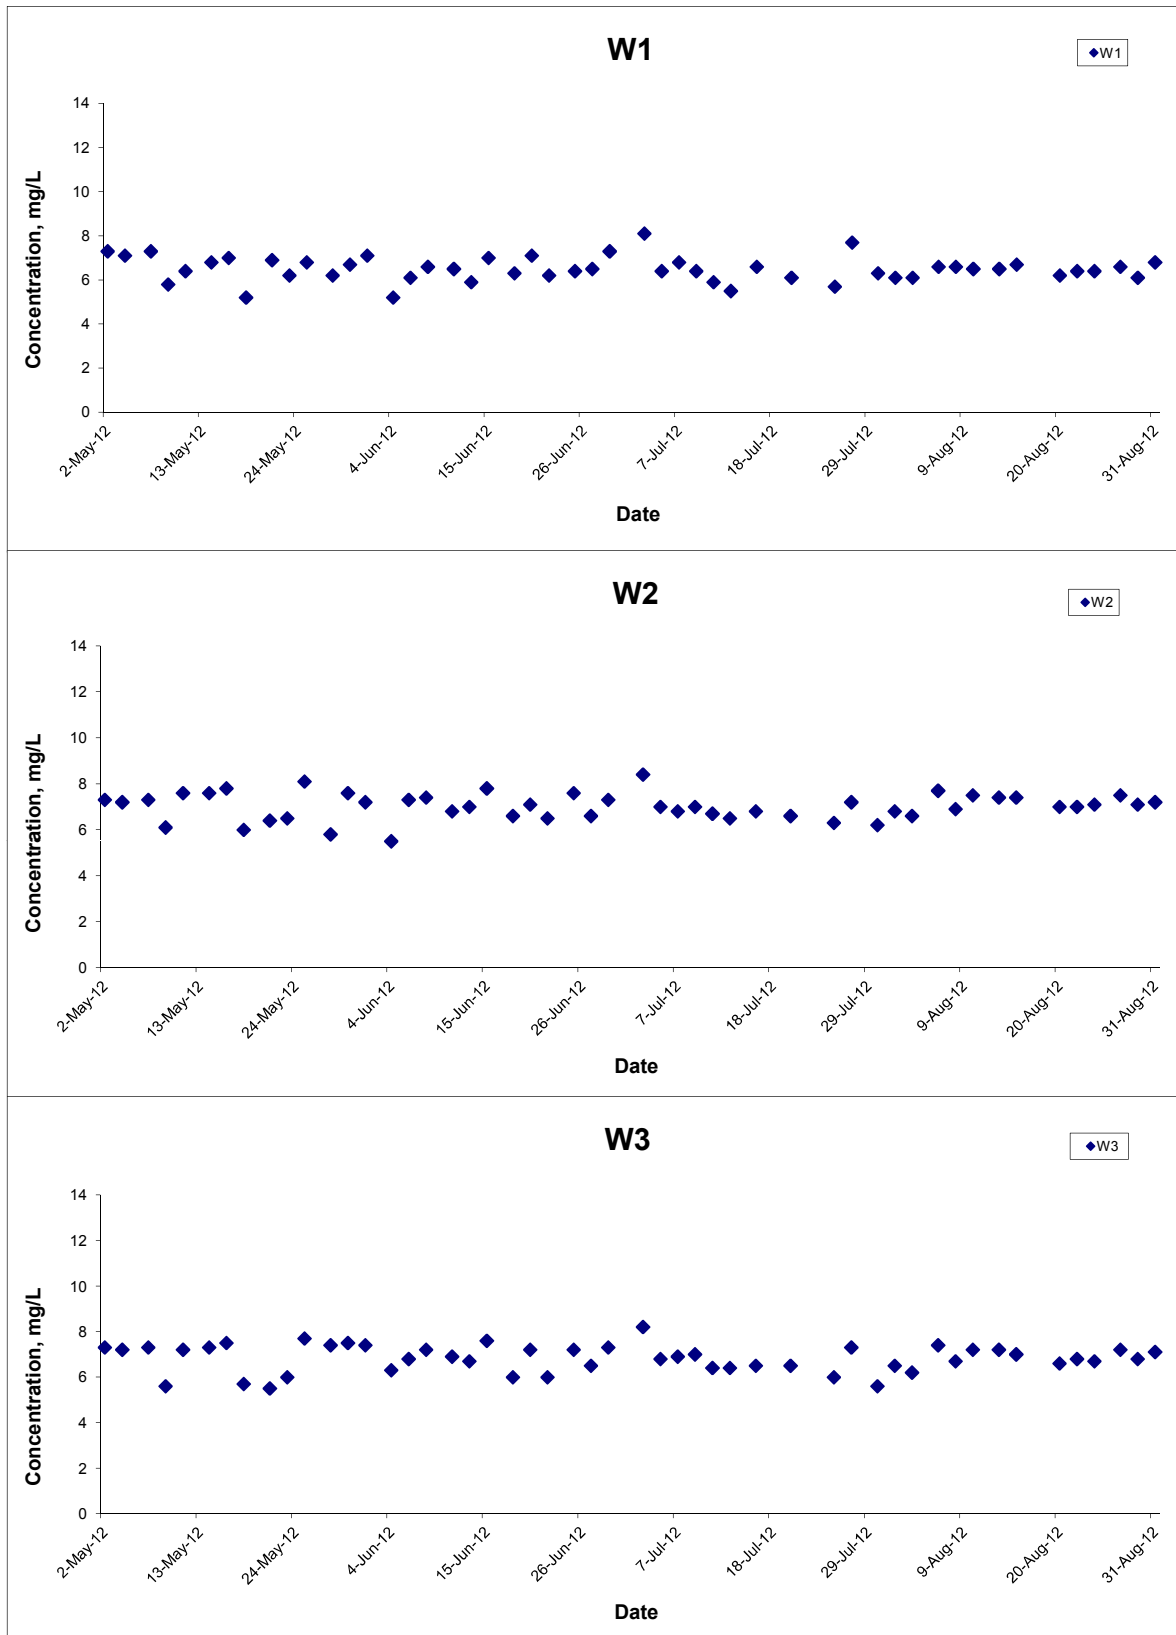 W1
W1
14
12
10
8
6
4
2
0
Concentration, mg/L
2-May-12
13-May-12
24-May-12
4-Jun-12
15-Jun-12
26-Jun-12
7-Jul-12
18-Jul-12
29-Jul-12
9-Aug-12
20-Aug-12
31-Aug-12
Date
W2
W2
14
12
10
8
6
4
2
0
Concentration, mg/L
2-May-12
13-May-12
24-May-12
4-Jun-12
15-Jun-12
26-Jun-12
7-Jul-12
18-Jul-12
29-Jul-12
9-Aug-12
20-Aug-12
31-Aug-12
Date
W3
W3
14
12
10
8
6
4
2
0
Concentration, mg/L
2-May-12
13-May-12
24-May-12
4-Jun-12
15-Jun-12
26-Jun-12
7-Jul-12
18-Jul-12
29-Jul-12
9-Aug-12
20-Aug-12
31-Aug-12
Date